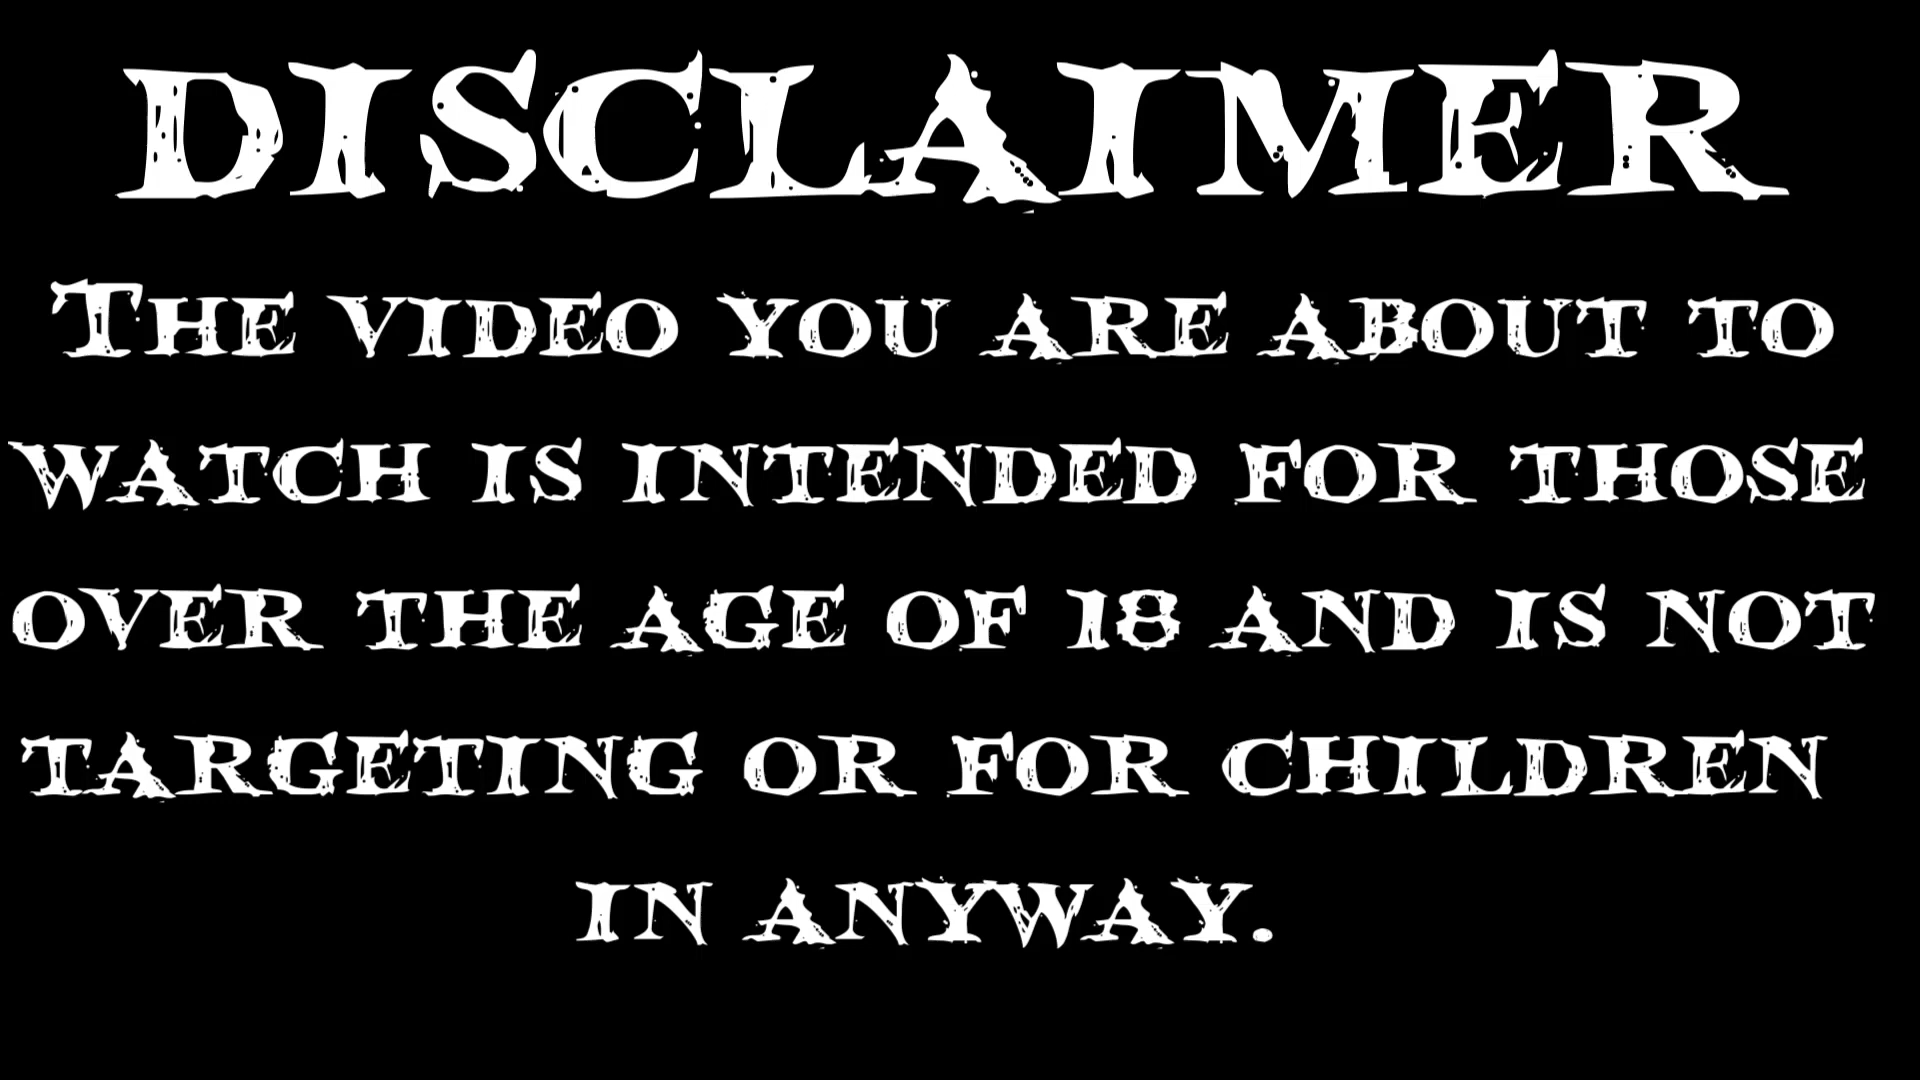 DISCLAIMER
THE VIDEO YOU ARE ABOUT TO
WATCH IS INTENDED FOR THOSE
OVER THE AGE OF 18 AND IS NOT
TARGETING OR FOR CHILDREN
IN ANYWAY.